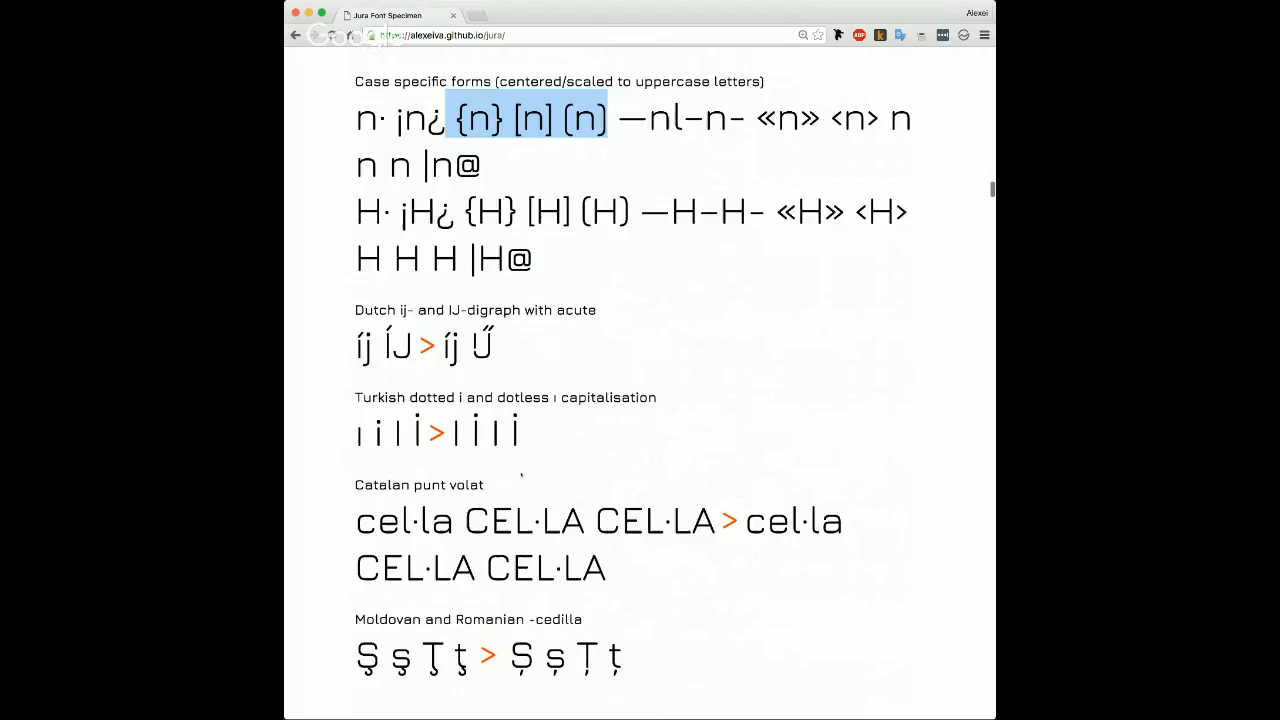 Jura Font Specimen
Alexei
Google
https://alexeiva.github.io/jura/
Case specific forms (centered/scaled to uppercase letters)
n· ¡n¿ {n} [n] (n) —nl–n- «n» ‹n› n
n n |n@
H· ¡H¿ {H} [H] (H) —H–H- «H» ‹H›
H H H |H@
Dutch ij- and IJ-digraph with acute
íj ÍJ > íj Ű
Turkish dotted i and dotless ı capitalisation
ı i I İ > I İ I İ
Catalan punt volat
cel·la CEL·LA CEL·LA > cel·la
CEL·LA CEL·LA
Moldovan and Romanian -cedilla
Ş ş Ţ ţ > Ș ș Ț ț